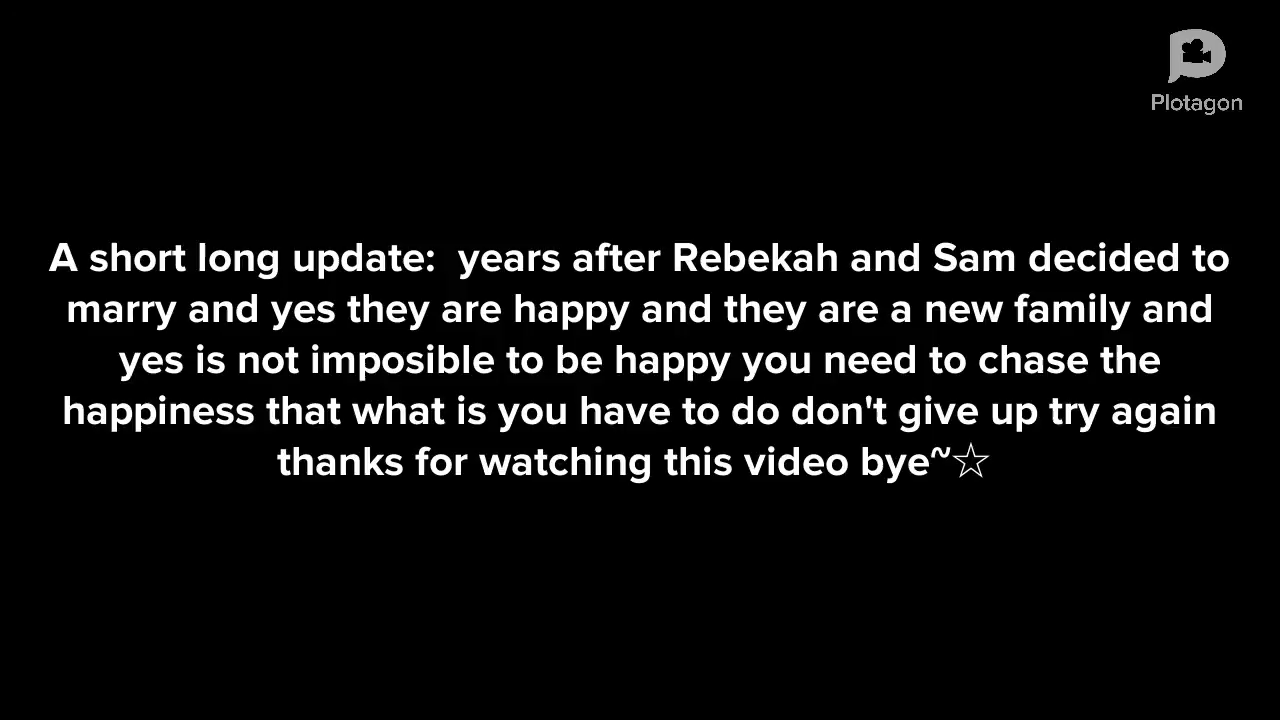 Plotagon
A short long update:  years after Rebekah and Sam decided to
marry and yes they are happy and they are a new family and
yes is not imposible to be happy you need to chase the
happiness that what is you have to do don't give up try again
thanks for watching this video bye~☆